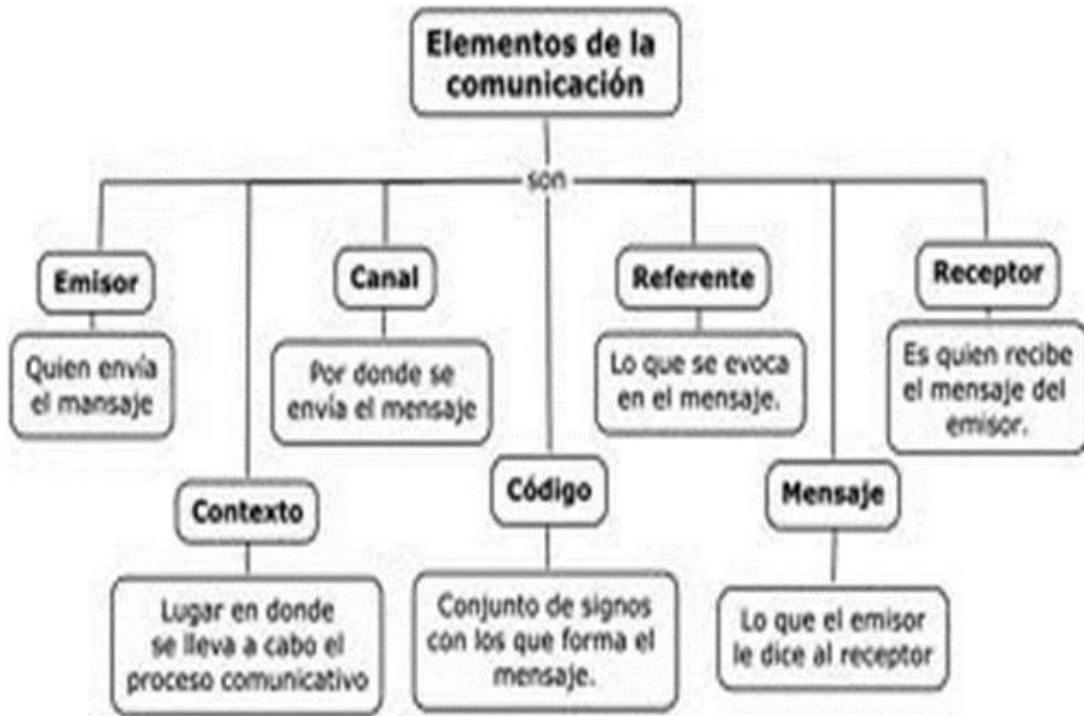 Elementos de la
comunicación
son
Emisor
Quien envía
el mansaje
Canal
Por donde se
envía el mensaje
Referente
Lo que se evoca
en el mensaje.
Receptor
Es quien recibe
el mensaje del
emisor.
Contexto
Lugar en donde
se lleva a cabo el
proceso comunicativo
Código
Conjunto de signos
con los que forma el
mensaje.
Mensaje
Lo que el emisor
le dice al receptor